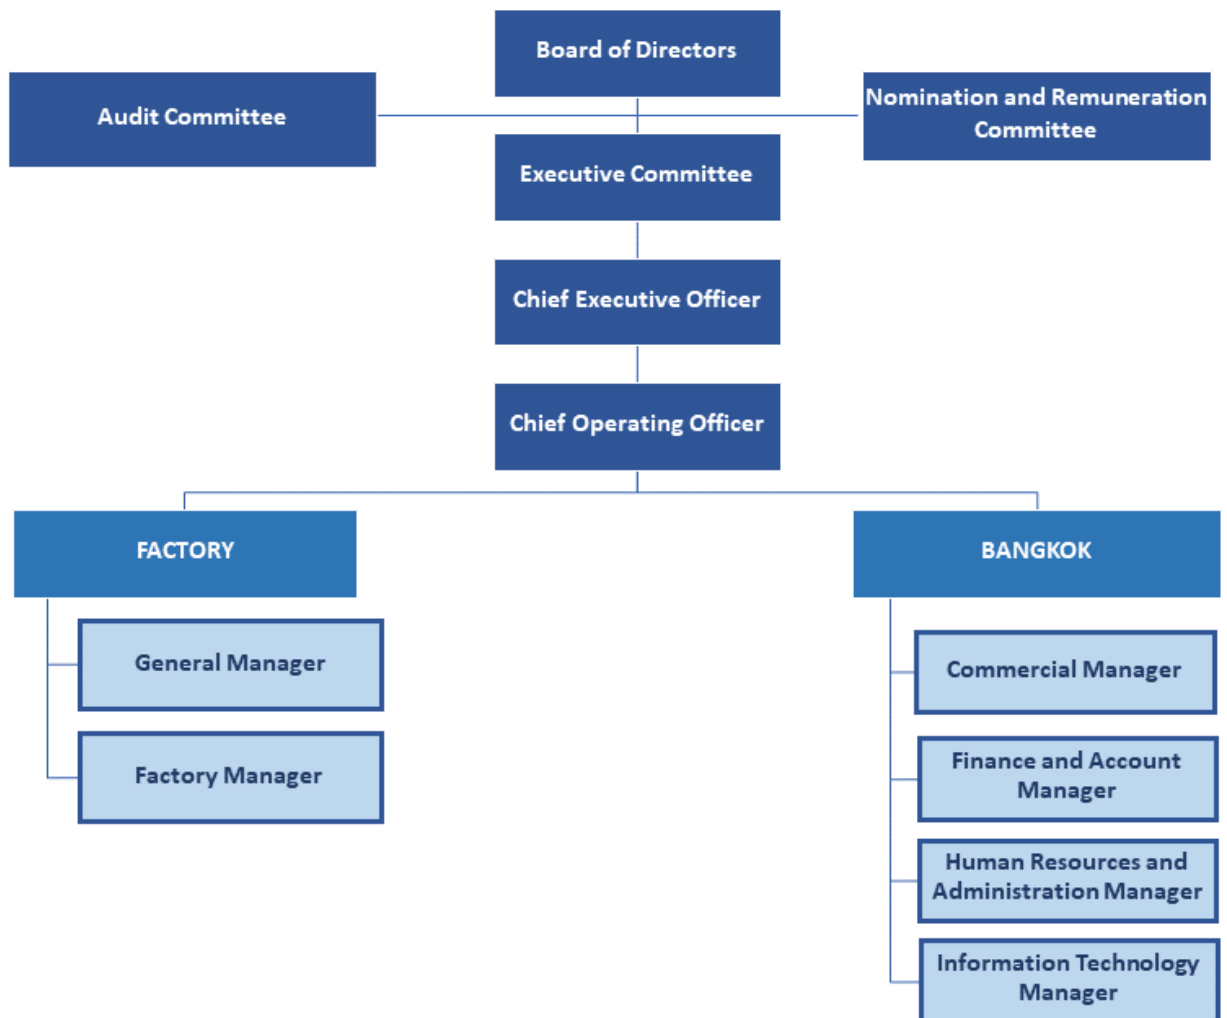 Board of Directors
Audit Committee
Nomination and Remuneration
Committee
Executive Committee
Chief Executive Officer
Chief Operating Officer
FACTORY
General Manager
Factory Manager
BANGKOK
Commercial Manager
Finance and Account
Manager
Human Resources and
Administration Manager
Information Technology
Manager